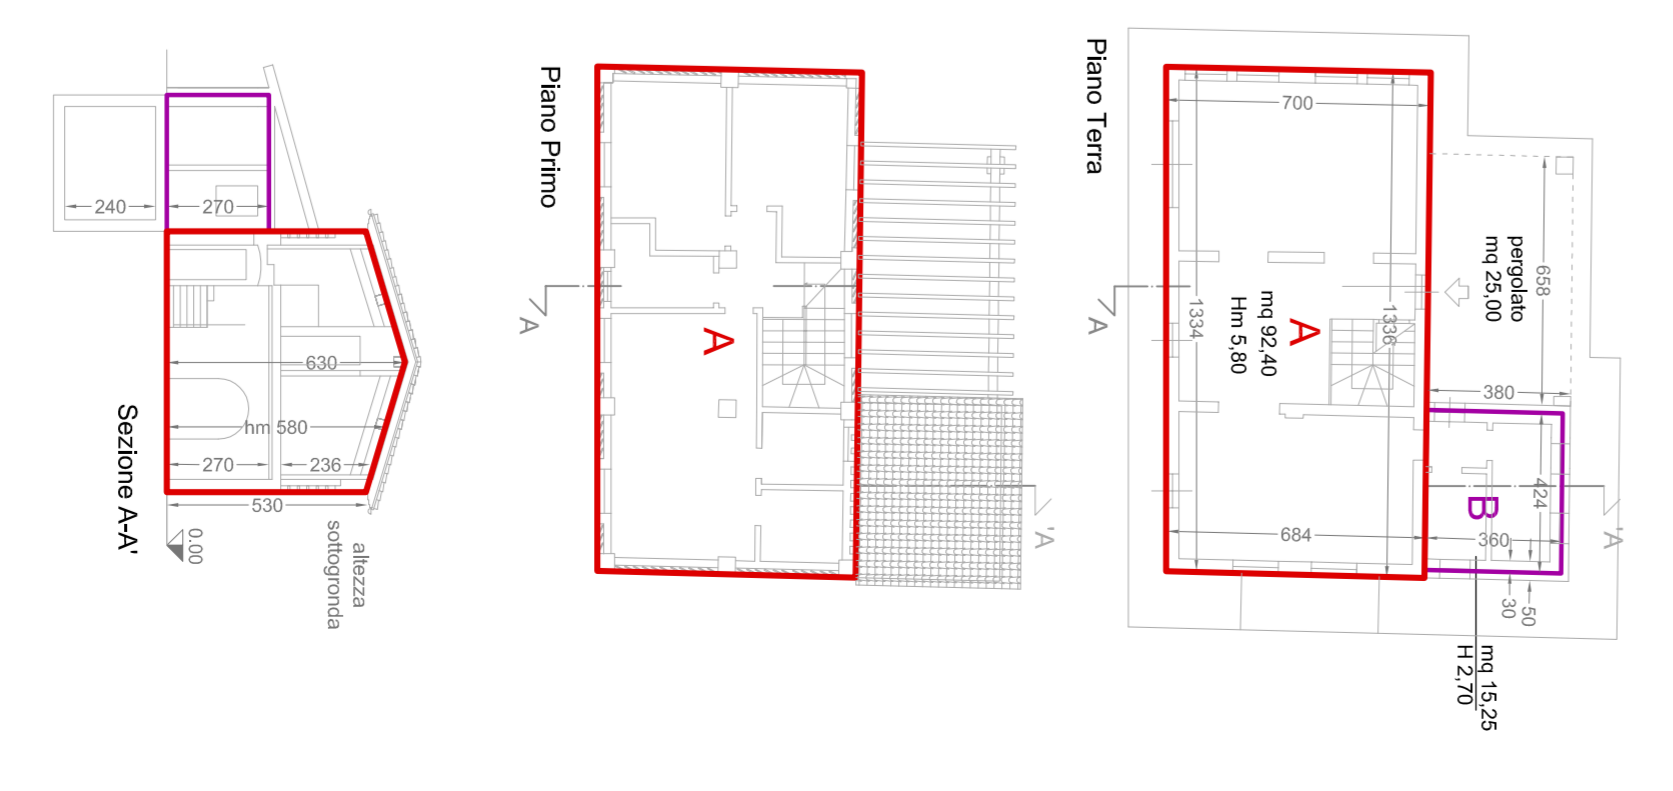 Sezione A-A'
240
270
630
hm 580
270
236
530
0.00
altezza
sottogronda
Piano Primo
A
A
A'
Piano Terra
700
1334
1336
A
mq 92,40
Hm 5,80
684
A
A'
pergolato
mq 25,00
658
380
B
424
360
30
50
mq 15,25
H 2,70